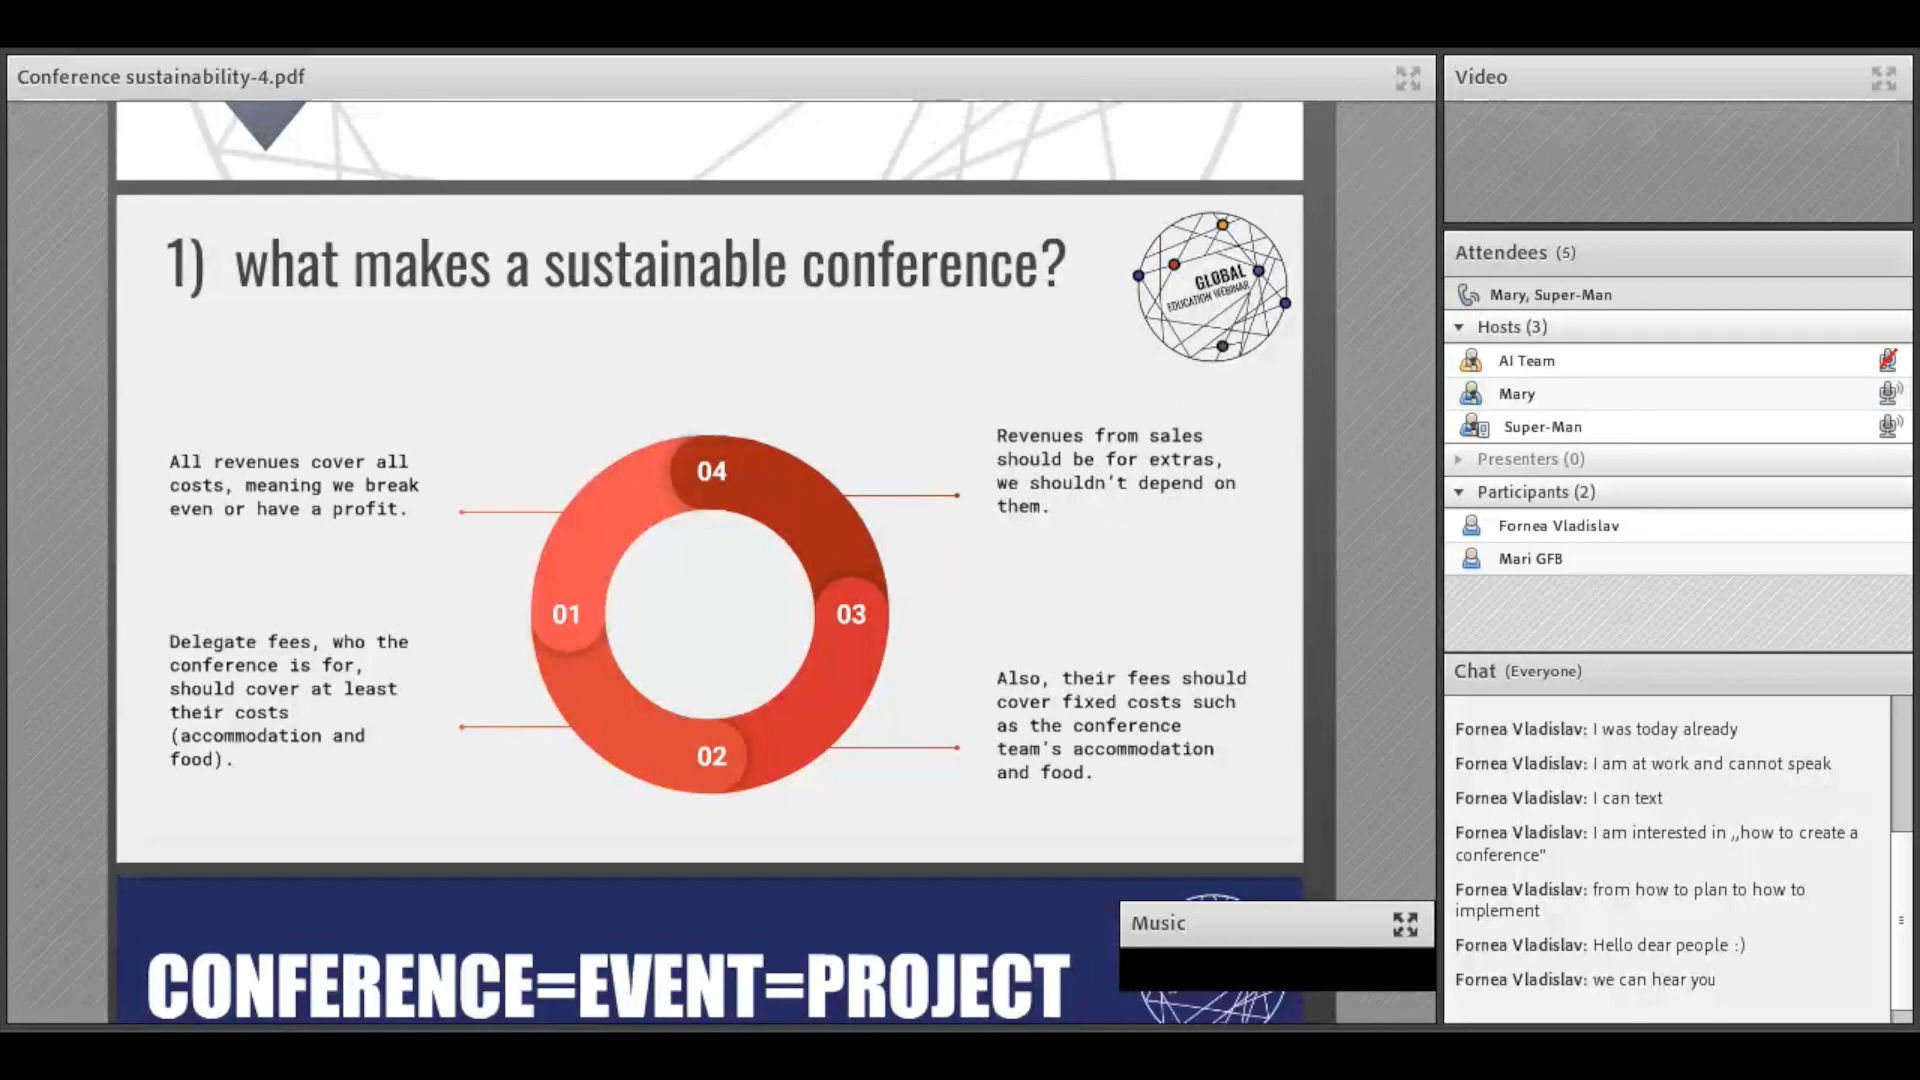 Conference sustainability-4.pdf
1) what makes a sustainable conference?
GLOBAL
EDUCATION WEBINAR
All revenues cover all
costs, meaning we break
even or have a profit.
Delegate fees, who the
conference is for,
should cover at least
their costs
(accommodation and
food).
04
01
03
02
Revenues from sales
should be for extras,
we shouldn't depend on
them.
Also, their fees should
cover fixed costs such
as the conference
team's accommodation
and food.
CONFERENCE=EVENT=PROJECT
Music
Video
Attendees (5)
Mary, Super-Man
Hosts (3)
AI Team
Mary
Super-Man
Presenters (0)
Participants (2)
Fornea Vladislav
Mari GFB
Chat (Everyone)
Fornea Vladislav: I was today already
Fornea Vladislav: I am at work and cannot speak
Fornea Vladislav: I can text
Fornea Vladislav: I am interested in ,,how to create a
conference"
Fornea Vladislav: from how to plan to how to
implement
Fornea Vladislav: Hello dear people :)
Fornea Vladislav: we can hear you